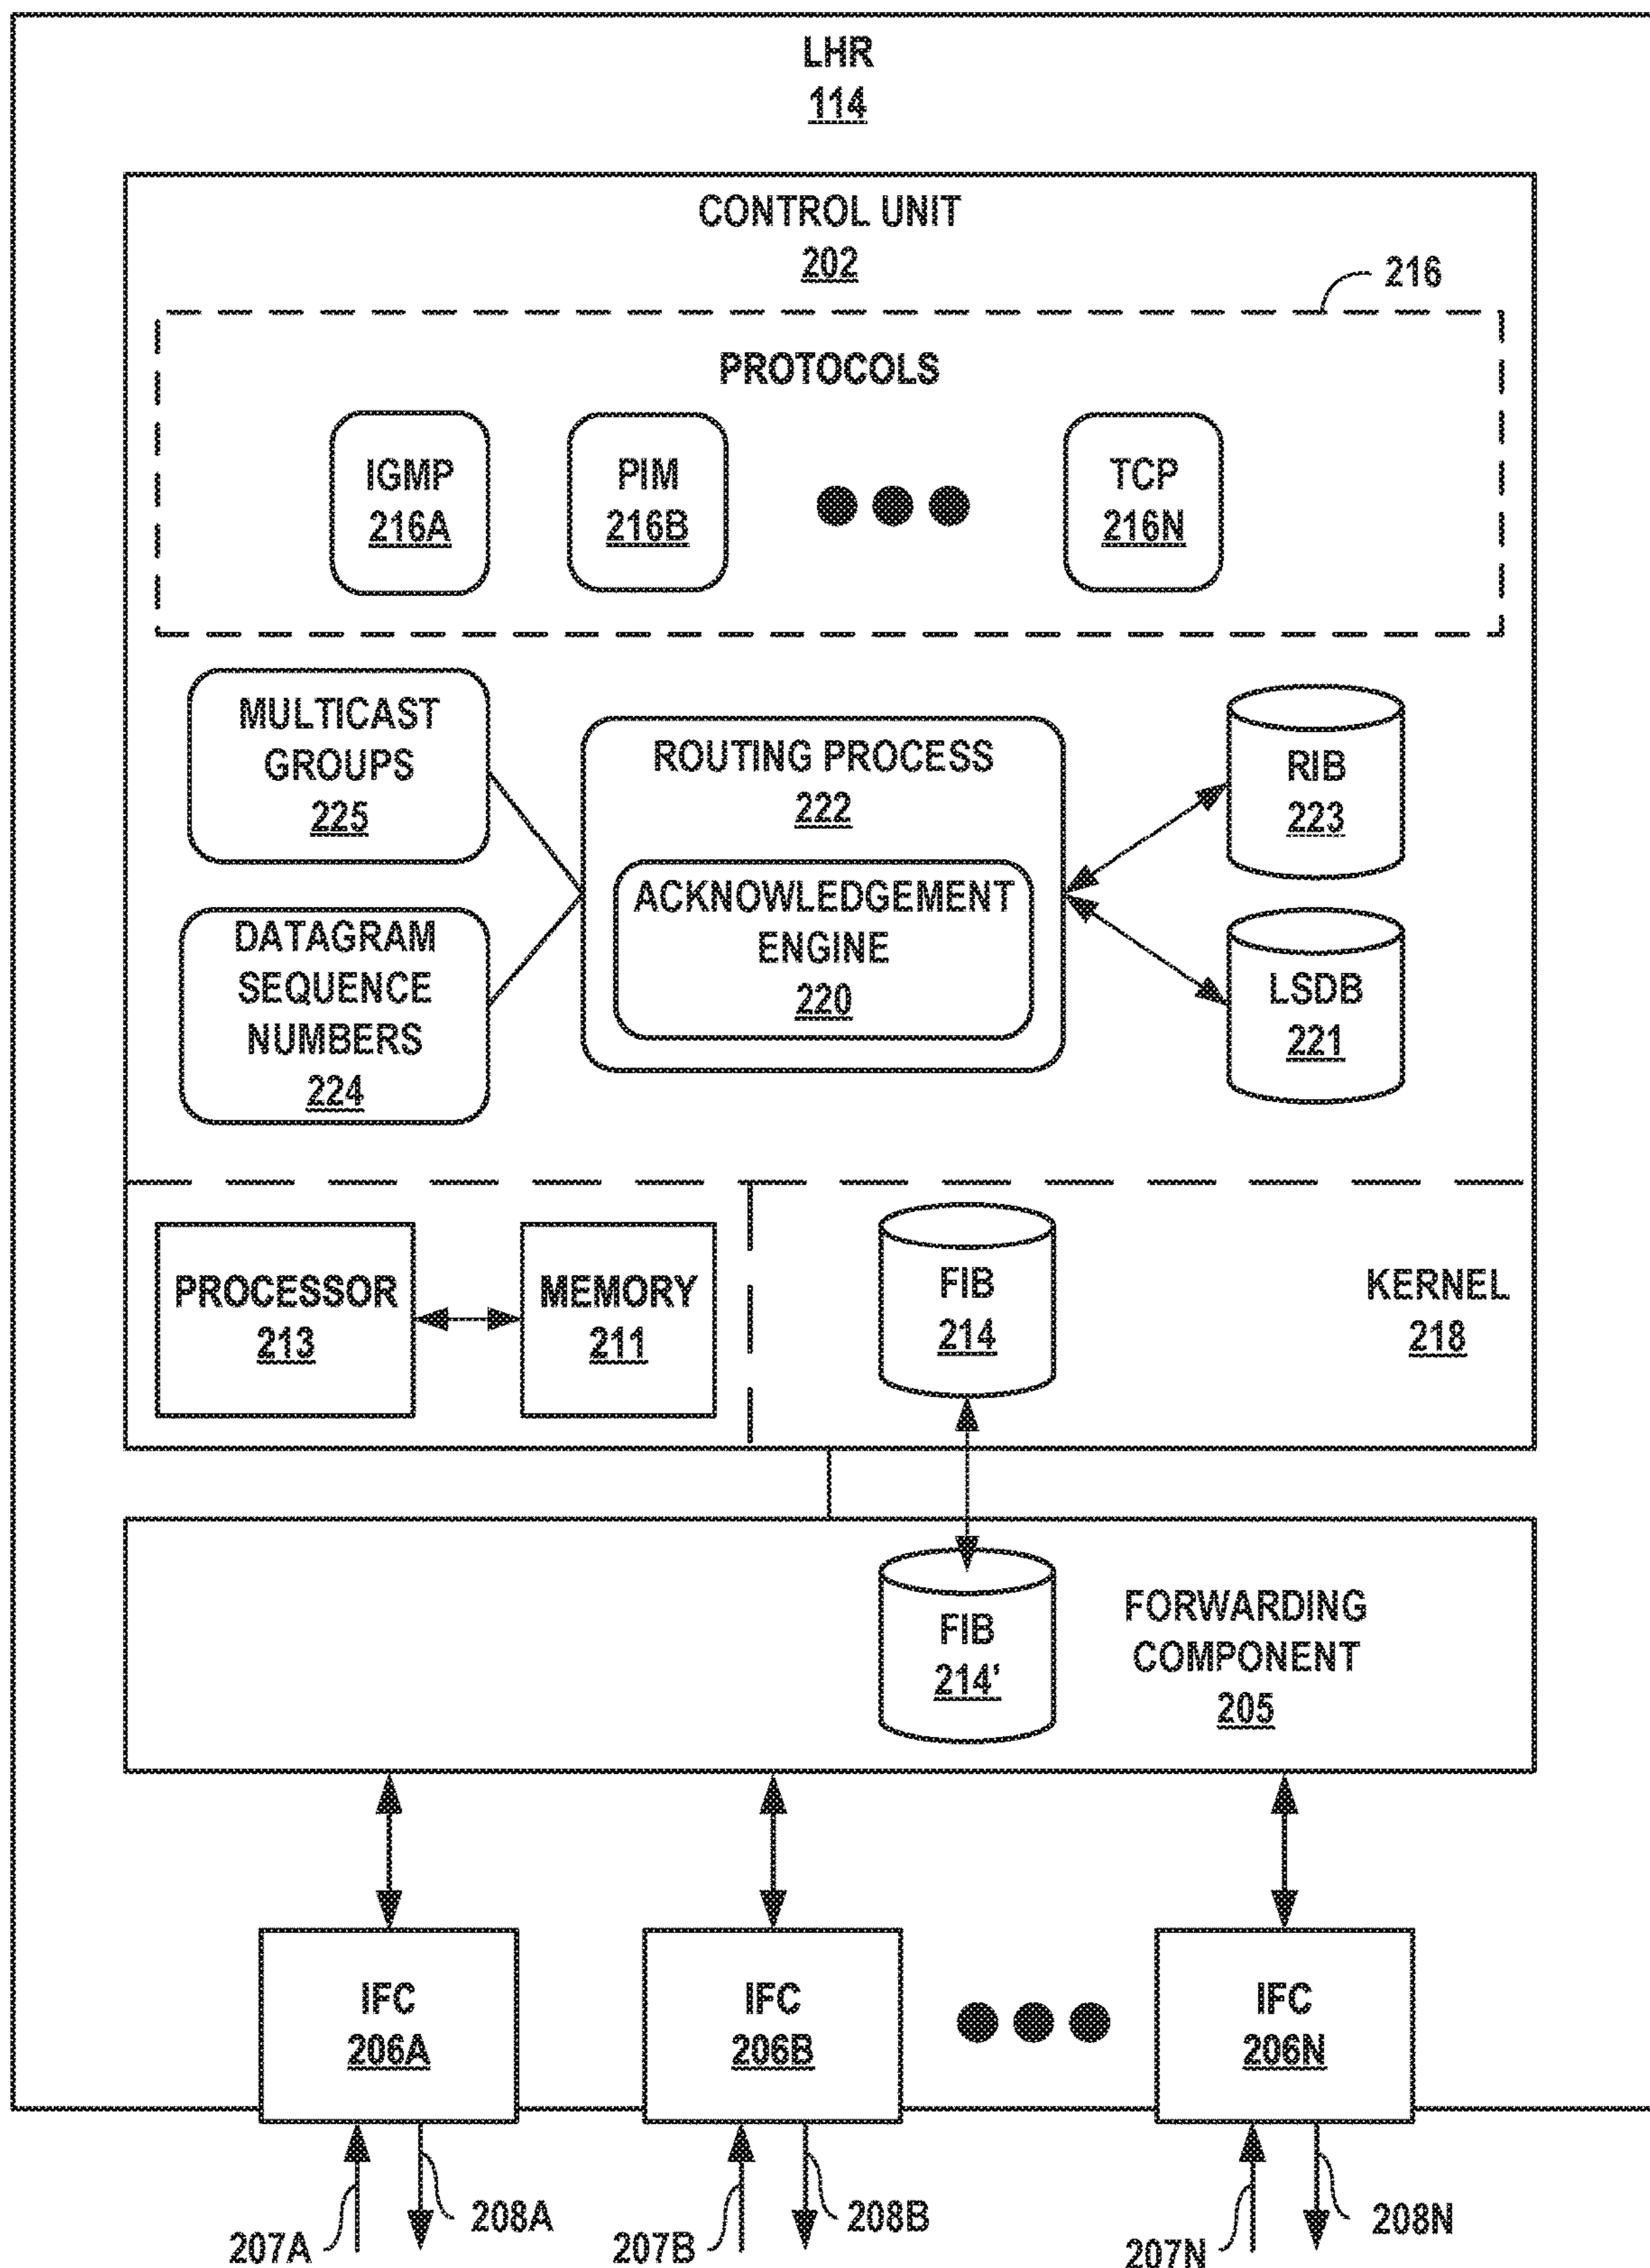 LHR
114
CONTROL UNIT
202
216
PROTOCOLS
IGMP
216A
PIM
216B
TCP
216N
MULTICAST
GROUPS
225
DATAGRAM
SEQUENCE
NUMBERS
224
ROUTING PROCESS
222
ACKNOWLEDGEMENT
ENGINE
220
RIB
223
LSDB
221
PROCESSOR
213
MEMORY
211
FIB
214
KERNEL
218
FIB
214'
FORWARDING
COMPONENT
205
IFC
206A
IFC
206B
IFC
206N
207A
208A
207B
208B
207N
208N